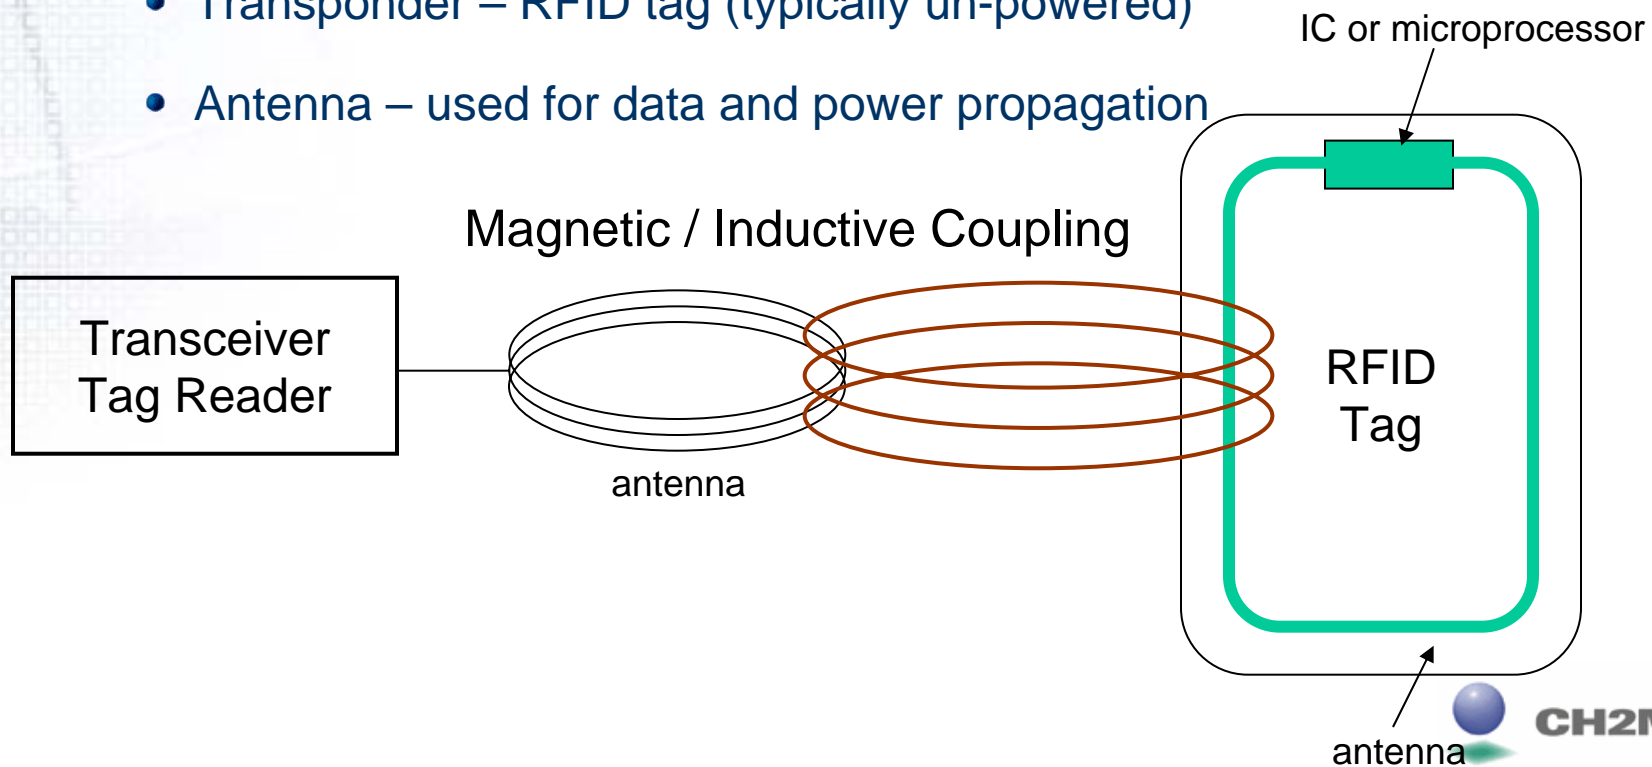 • Transponder – RFID tag (typically un-powered)
IC or microprocessor
• Antenna – used for data and power propagation
Magnetic / Inductive Coupling
Transceiver
Tag Reader
antenna
RFID
Tag
antenna
CH2M